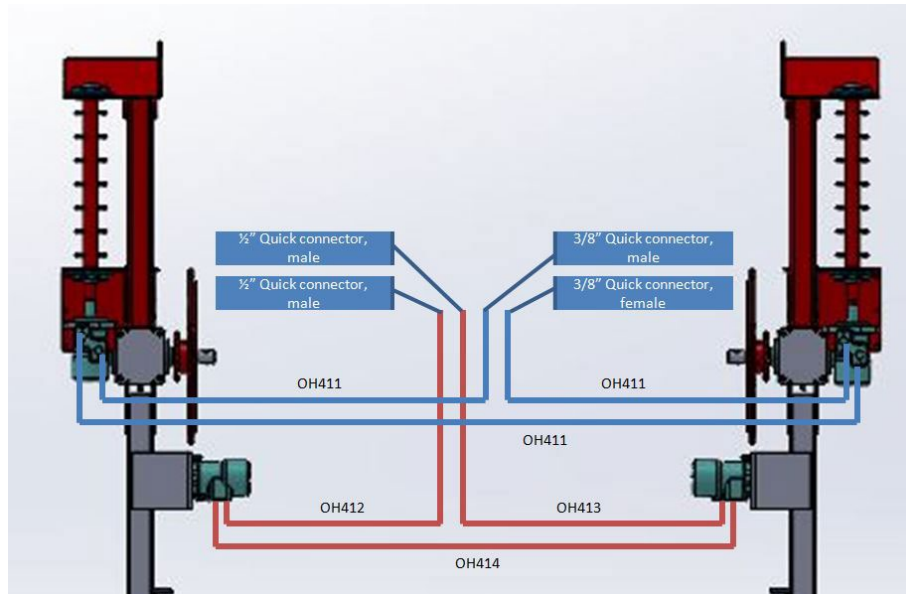 ½” Quick connector,
male
3/8” Quick connector,
male
½” Quick connector,
male
3/8” Quick connector,
female
OH411
OH411
OH411
OH412
OH413
OH414